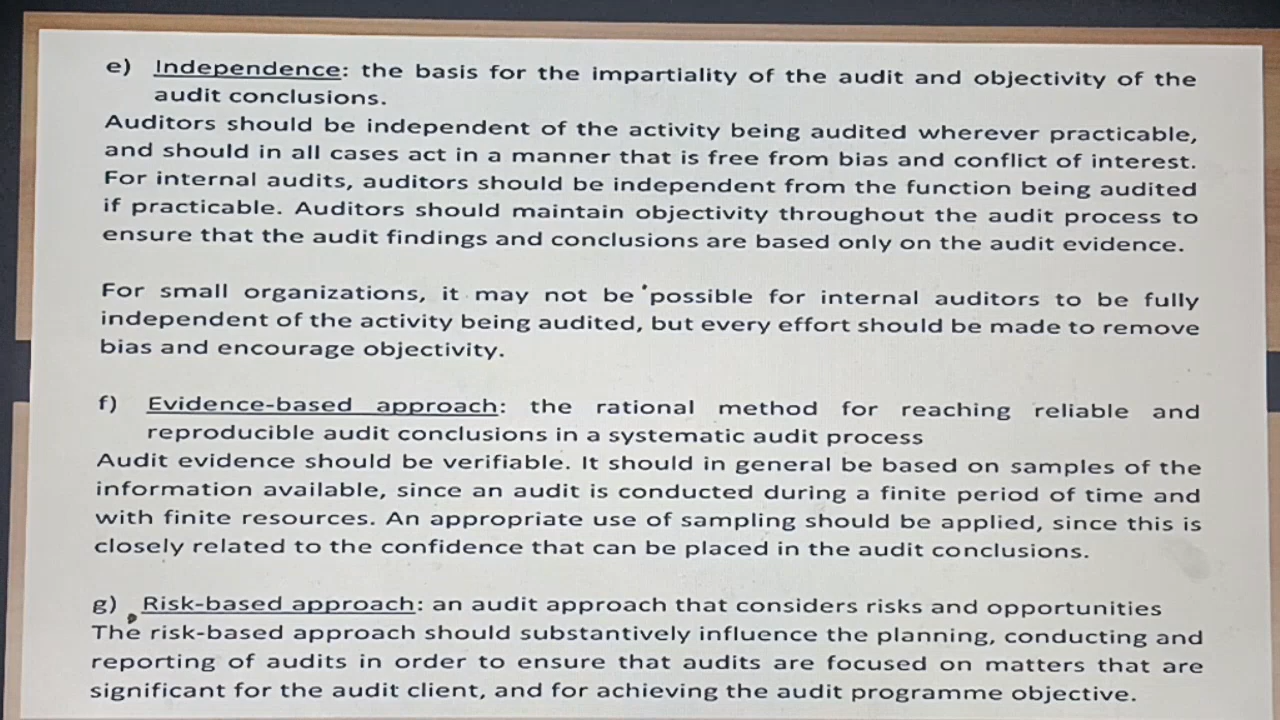 e) Independence: the basis for the impartiality of the audit and objectivity of the
audit conclusions.
Auditors should be independent of the activity being audited wherever practicable,
and should in all cases act in a manner that is free from bias and conflict of interest.
For internal audits, auditors should be independent from the function being audited
if practicable. Auditors should maintain objectivity throughout the audit process to
ensure that the audit findings and conclusions are based only on the audit evidence.
For small organizations, it may not be possible for internal auditors to be fully
independent of the activity being audited, but every effort should be made to remove
bias and encourage objectivity.
f) Evidence-based approach: the rational method for reaching reliable and
reproducible audit conclusions in a systematic audit process
Audit evidence should be verifiable. It should in general be based on samples of the
information available, since an audit is conducted during a finite period of time and
with finite resources. An appropriate use of sampling should be applied, since this is
closely related to the confidence that can be placed in the audit conclusions.
g) Risk-based approach: an audit approach that considers risks and opportunities
The risk-based approach should substantively influence the planning, conducting and
reporting of audits in order to ensure that audits are focused on matters that are
significant for the audit client, and for achieving the audit programme objective.